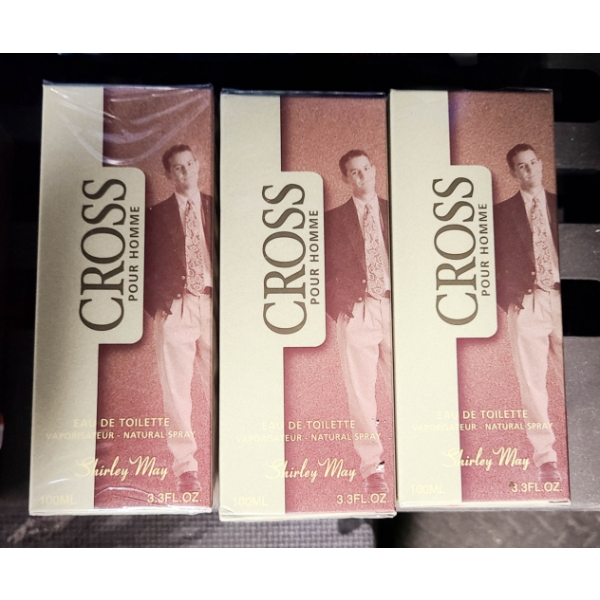 CROSS
POUR HOMME
EAU DE TOILETTE
VAPORISATEUR - NATURAL SPRAY
Shirley May
100ML 3.3FL.OZ.
CROSS
POUR HOMME
EAU DE TOILETTE
VAPORISATEUR - NATURAL SPRAY
Shirley May
100ML 3.3FL.OZ.
CROSS
POUR HOMME
EAU DE TOILETTE
VAPORISATEUR - NATURAL SPRAY
Shirley May
100ML 3.3FL.OZ.